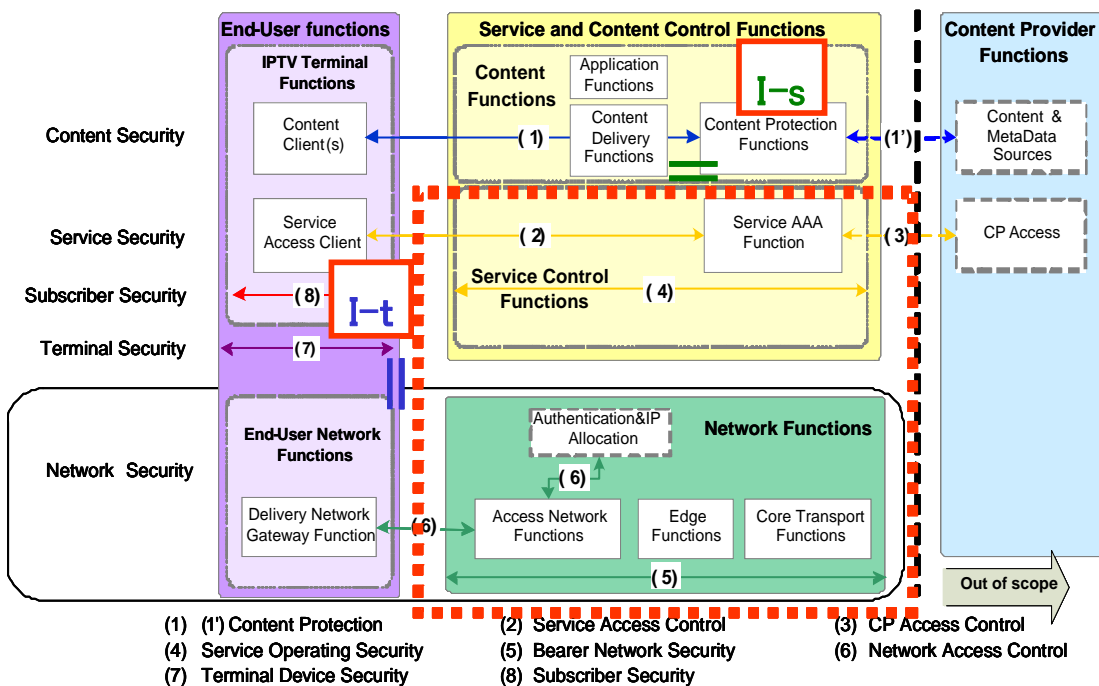 End-User functions
Service and Content Control Functions
Content Provider
Functions
IPTV Terminal
Functions
Content
Functions
Application
Functions
I-s
Content Security
Content
Client(s)
(1)
Content
Delivery
Functions
Content Protection
Functions
(1')
Content &
MetaData
Sources
Service Security
Service
Access Client
(2)
Service AAA
Function
(3)
CP Access
Subscriber Security
(8)
I-t
Service Control
Functions
(4)
Terminal Security
(7)
Network Security
End-User Network
Functions
Authentication&IP
Allocation
Network Functions
(6)
Delivery Network
Gateway Function
(6)
Access Network
Functions
Edge
Functions
Core Transport
Functions
(5)
Out of scope
(1) (1') Content Protection
(2) Service Access Control
(3) CP Access Control
(4) Service Operating Security
(5) Bearer Network Security
(6) Network Access Control
(7) Terminal Device Security
(8) Subscriber Security